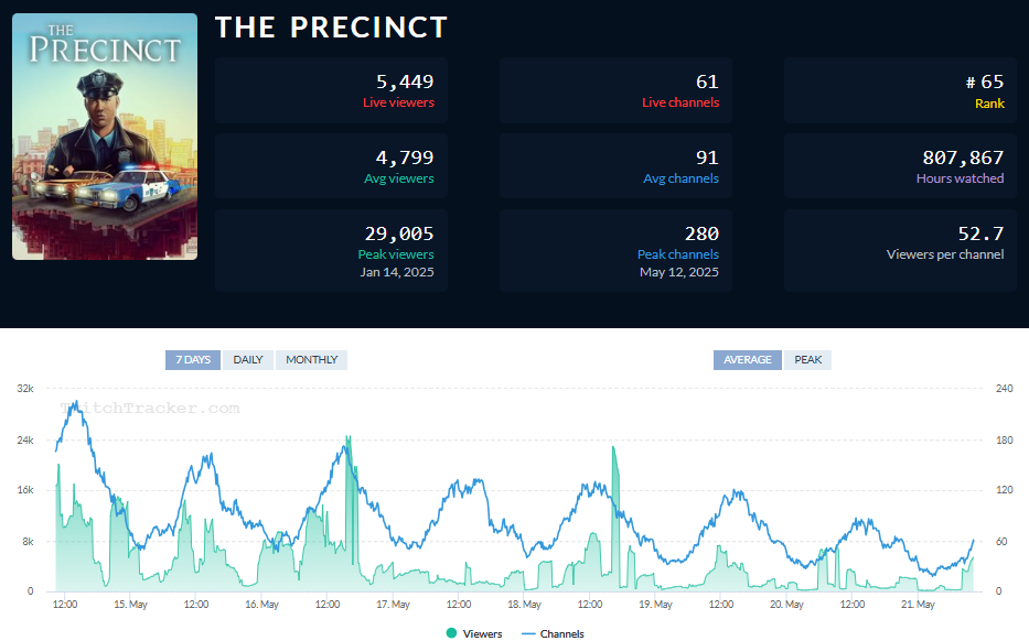 THE
PRECINCT
THE PRECINCT
5,449
Live viewers
61
Live channels
# 65
Rank
4,799
Avg viewers
91
Avg channels
807,867
Hours watched
29,005
Peak viewers
Jan 14, 2025
280
Peak channels
May 12, 2025
52.7
Viewers per channel
7 DAYS DAILY MONTHLY
AVERAGE PEAK
TwitchTracker.com
32k
24k
16k
8k
0
240
180
120
60
0
12:00 15. May 12:00 16. May 12:00 17. May 12:00 18. May 12:00 19. May 12:00 20. May 12:00 21. May
Viewers Channels